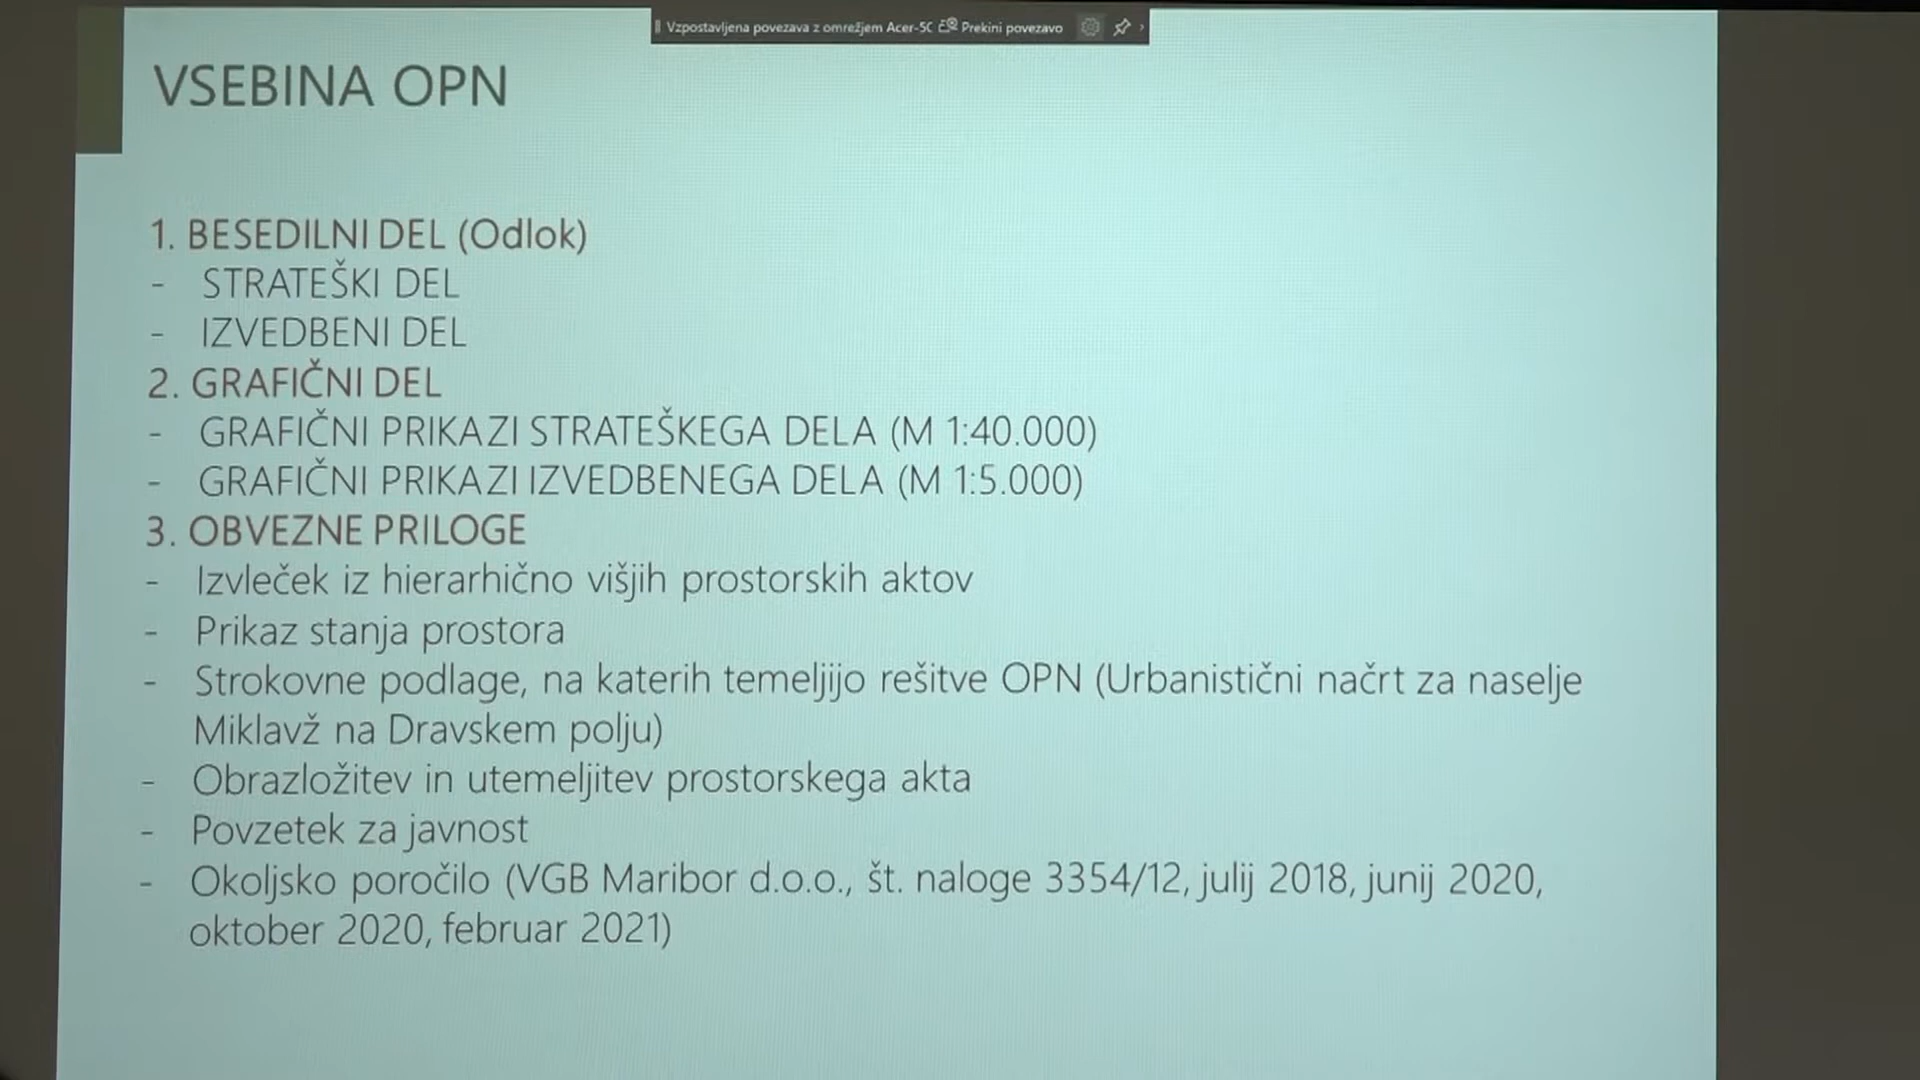 Vzpostavljena povezava z omrežjem Acer-5C Prekini povezavo
VSEBINA OPN
1. BESEDILNI DEL (Odlok)
- STRATEŠKI DEL
- IZVEDBENI DEL
2. GRAFIČNI DEL
- GRAFIČNI PRIKAZI STRATEŠKEGA DELA (M 1:40.000)
- GRAFIČNI PRIKAZI IZVEDBENEGA DELA (M 1:5.000)
3. OBVEZNE PRILOGE
- Izvleček iz hierarhično višjih prostorskih aktov
- Prikaz stanja prostora
- Strokovne podlage, na katerih temeljijo rešitve OPN (Urbanistični načrt za naselje
Miklavž na Dravskem polju)
- Obrazložitev in utemeljitev prostorskega akta
- Povzetek za javnost
- Okoljsko poročilo (VGB Maribor d.o.o., št. naloge 3354/12, julij 2018, junij 2020,
oktober 2020, februar 2021)